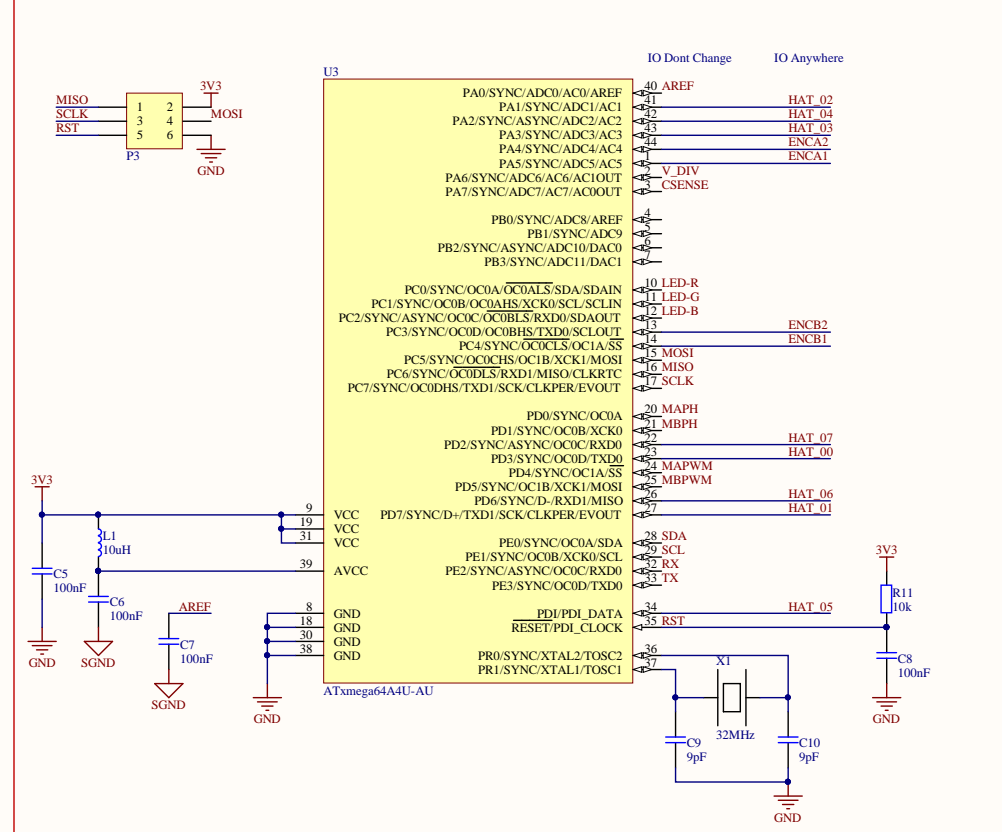 IO Dont Change IO Anywhere
U3
3V3
MISO 1 2
SCLK 3 4 MOSI
RST 5 6
P3
GND
PA0/SYNC/ADC0/AC0/AREF 40 AREF
PA1/SYNC/ADC1/AC1 41 HAT_02
PA2/SYNC/ASYNC/ADC2/AC2 42 HAT_04
PA3/SYNC/ADC3/AC3 43 HAT_03
PA4/SYNC/ADC4/AC4 44 ENCA2
PA5/SYNC/ADC5/AC5 1 ENCA1
PA6/SYNC/ADC6/AC6/AC1OUT 2 V_DIV
PA7/SYNC/ADC7/AC7/AC0OUT 3 CSENSE
PB0/SYNC/ADC8/AREF 4
PB1/SYNC/ADC9 5
PB2/SYNC/ASYNC/ADC10/DAC0 6
PB3/SYNC/ADC11/DAC1 7
PC0/SYNC/OC0A/OC0ALS/SDA/SDAIN 10 LED-R
PC1/SYNC/OC0B/OC0AHS/XCK0/SCL/SCLIN 11 LED-G
PC2/SYNC/ASYNC/OC0C/OC0BLS/RXD0/SDAOUT 12 LED-B
PC3/SYNC/OC0D/OC0BHS/TXD0/SCLOUT 13 ENCB2
PC4/SYNC/OC0CLS/OC1A/SS 14 ENCB1
PC5/SYNC/OC0CHS/OC1B/XCK1/MOSI 15 MOSI
PC6/SYNC/OC0DLS/RXD1/MISO/CLKRTC 16 MISO
PC7/SYNC/OC0DHS/TXD1/SCK/CLKPER/EVOUT 17 SCLK
PD0/SYNC/OC0A 20 MAPH
PD1/SYNC/OC0B/XCK0 21 MBPH
PD2/SYNC/ASYNC/OC0C/RXD0 22 HAT_07
PD3/SYNC/OC0D/TXD0 23 HAT_00
PD4/SYNC/OC1A/SS 24 MAPWM
PD5/SYNC/OC1B/XCK1/MOSI 25 MBPWM
PD6/SYNC/D-/RXD1/MISO 26 HAT_06
3V3
9 VCC PD7/SYNC/D+/TXD1/SCK/CLKPER/EVOUT 27 HAT_01
19 VCC
31 VCC PE0/SYNC/OC0A/SDA 28 SDA
L1
10uH
PE1/SYNC/OC0B/XCK0/SCL 29 SCL
39 AVCC PE2/SYNC/ASYNC/OC0C/RXD0 32 RX
PE3/SYNC/OC0D/TXD0 33 TX
3V3
C5
100nF
C6
100nF
R11
10k
AREF 8 GND PDI/PDI_DATA 34 HAT_05
18 GND RESET/PDI_CLOCK 35 RST
30 GND
38 GND PR0/SYNC/XTAL2/TOSC2 36
PR1/SYNC/XTAL1/TOSC1 37
C7
100nF
C8
100nF
GND SGND
X1
ATxmega64A4U-AU
SGND GND GND
32MHz
C9
9pF
C10
9pF
GND